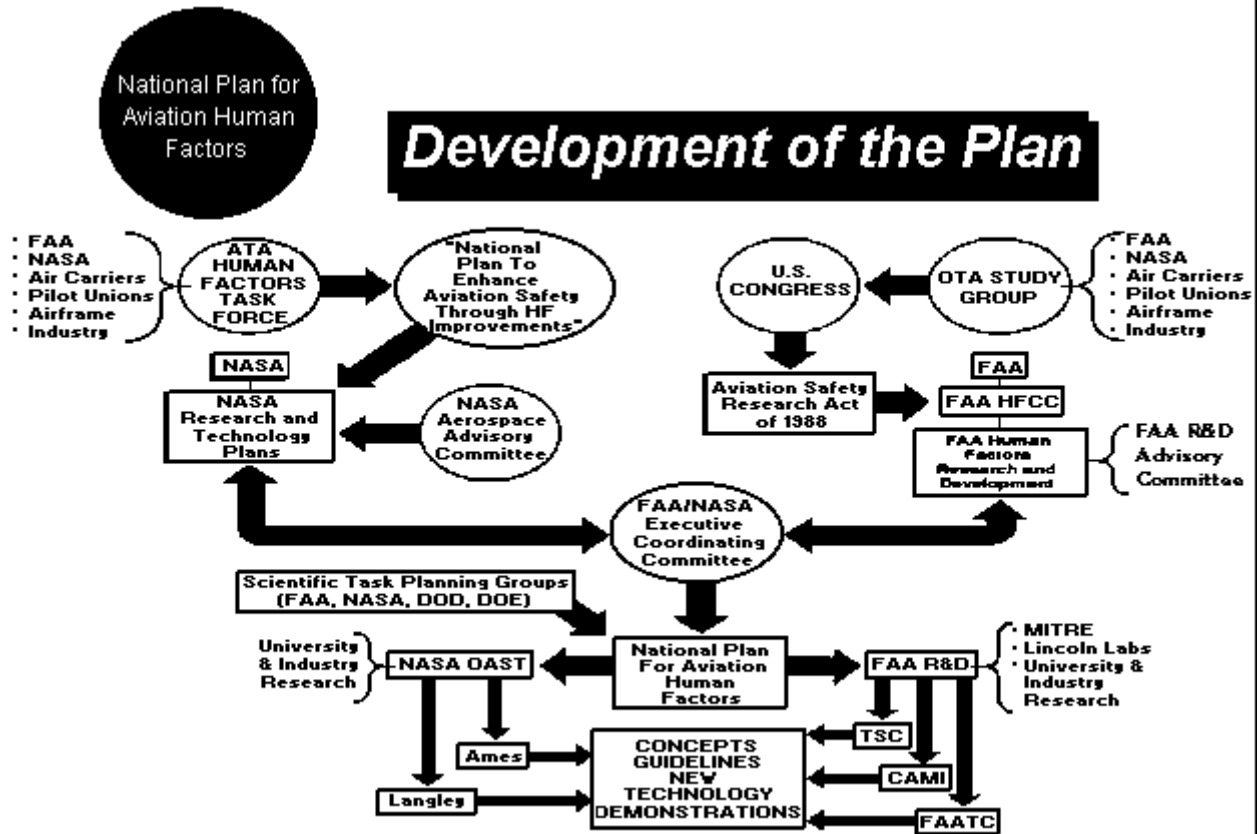 National Plan for
Aviation Human
Factors
Development of the Plan
· FAA
· NASA
· Air Carriers
· Pilot Unions
· Airframe
· Industry
ATA
HUMAN
FACTORS
TASK
FORCE
"National
Plan To
Enhance
Aviation Safety
Through HF
Improvements"
U.S.
CONGRESS
OTA STUDY
GROUP
· FAA
· NASA
· Air Carriers
· Pilot Unions
· Airframe
· Industry
NASA
NASA
Research and
Technology
Plans
NASA
Aerospace
Advisory
Committee
Aviation Safety
Research Act
of 1988
FAA
FAA HFCC
FAA Human
Factors
Research and
Development
FAA R&D
Advisory
Committee
FAA/NASA
Executive
Coordinating
Committee
Scientific Task Planning Groups
(FAA, NASA, DOD, DOE)
University
& Industry
Research
NASA OAST
National Plan
For Aviation
Human
Factors
FAA R&D
· MITRE
· Lincoln Labs
· University &
Industry
Research
Ames
Langley
CONCEPTS
GUIDELINES
NEW
TECHNOLOGY
DEMONSTRATIONS
TSC
CAMI
FAATC